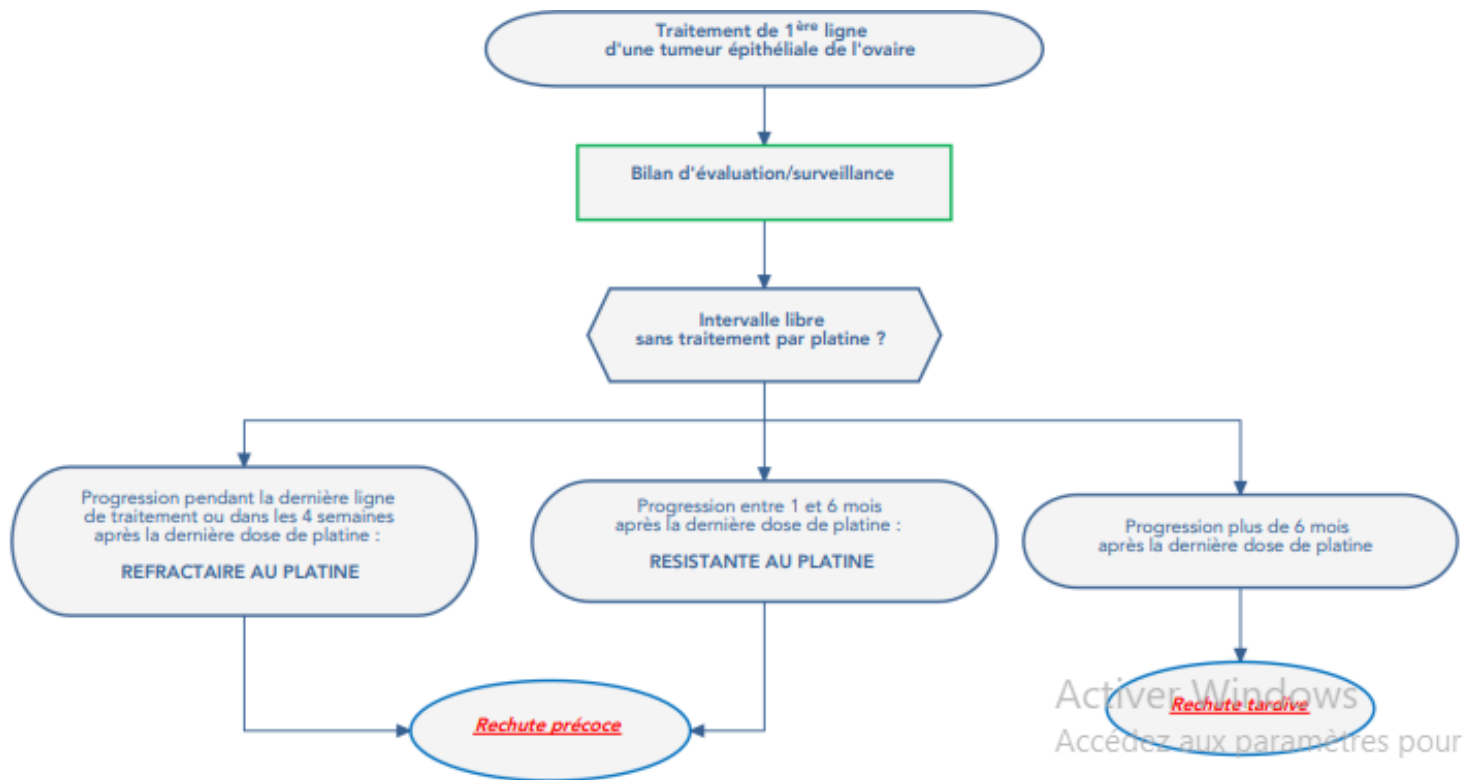 Traitement de 1ère ligne
d'une tumeur épithéliale de l'ovaire
Bilan d'évaluation/surveillance
Intervalle libre
sans traitement par platine ?
Progression pendant la dernière ligne
de traitement ou dans les 4 semaines
après la dernière dose de platine :
REFRACTAIRE AU PLATINE
Progression entre 1 et 6 mois
après la dernière dose de platine :
RESISTANTE AU PLATINE
Progression plus de 6 mois
après la dernière dose de platine
Rechute précoce
Rechute tardive
Activer Windows
Accédez aux paramètres pour